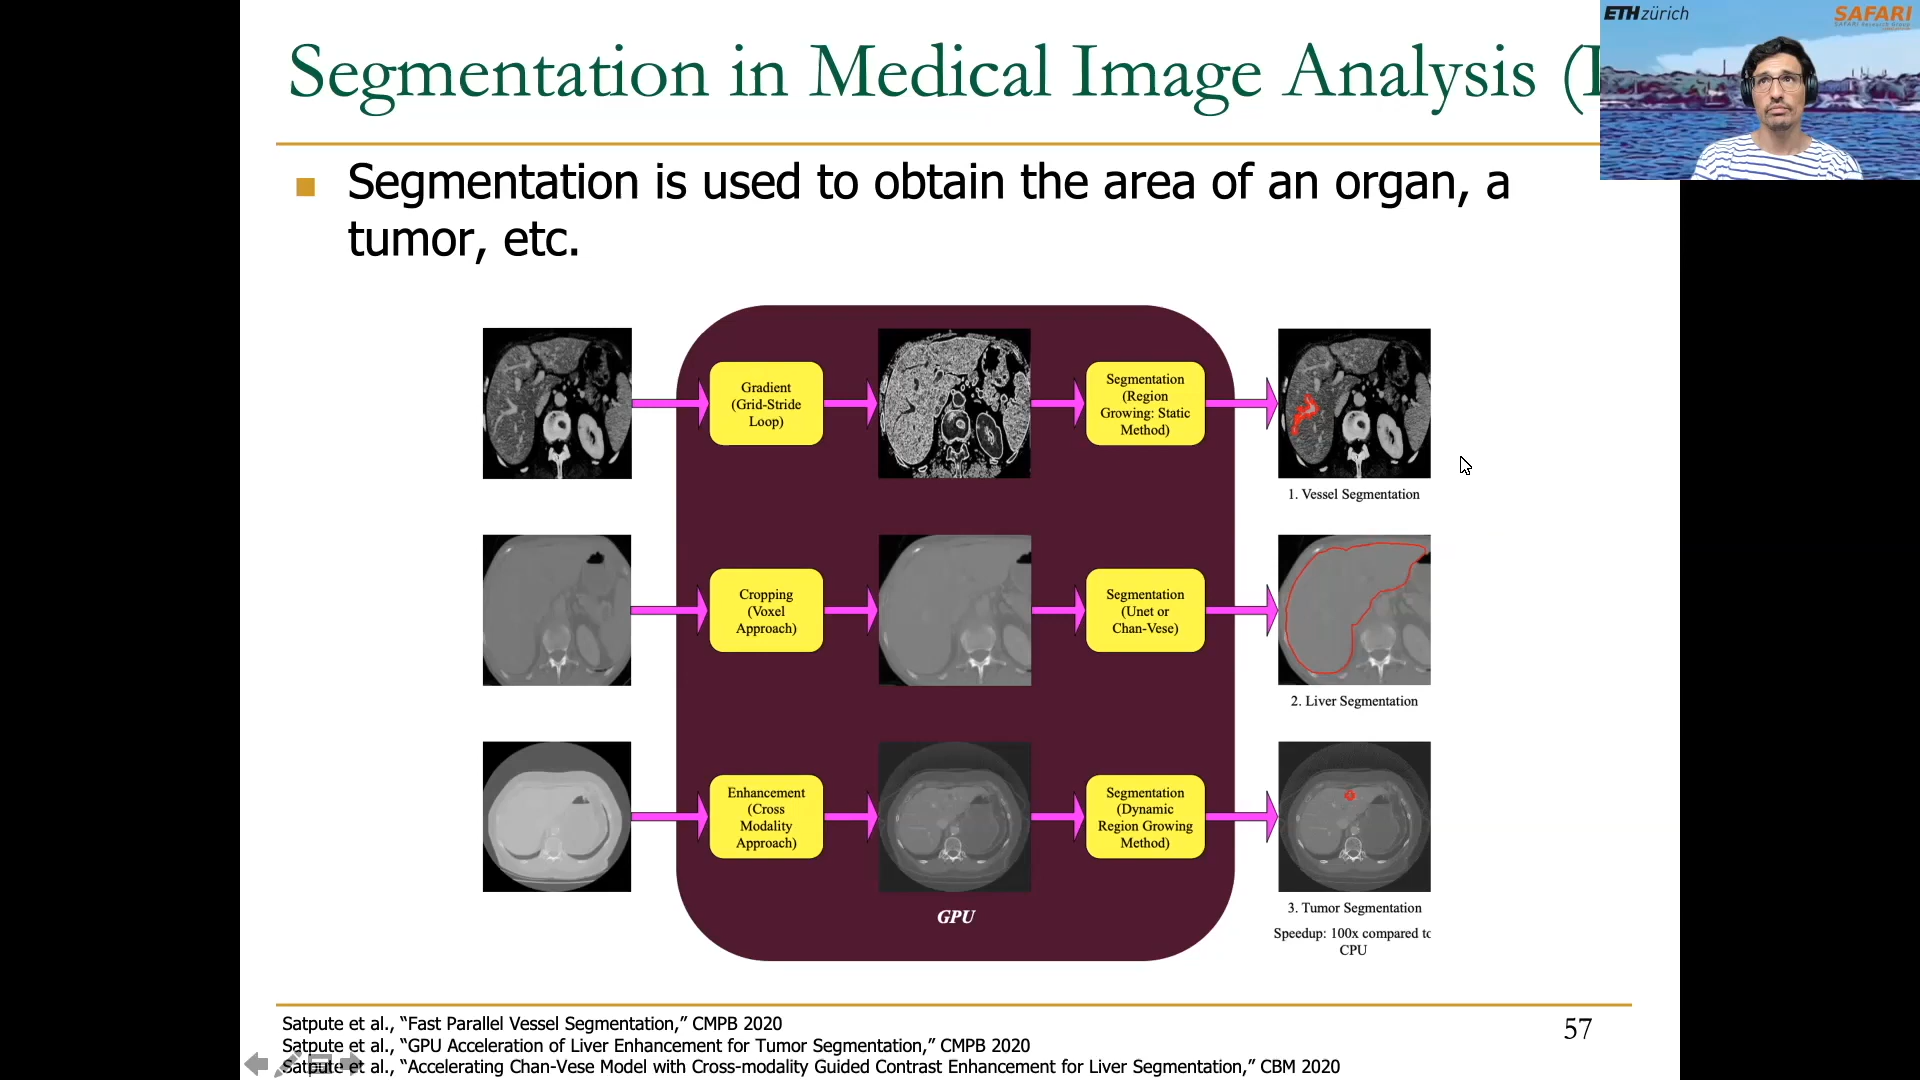 Segmentation in Medical Image Analysis (
ETH zürich
SAFARI
Segmentation is used to obtain the area of an organ, a
tumor, etc.
Gradient
(Grid-Stride
Loop)
Segmentation
(Region
Growing: Static
Method)
1. Vessel Segmentation
Cropping
(Voxel
Approach)
Segmentation
(Unet or
Chan-Vese)
2. Liver Segmentation
Enhancement
(Cross
Modality
Approach)
Segmentation
(Dynamic
Region Growing
Method)
GPU
3. Tumor Segmentation
Speedup: 100x compared to
CPU
Satpute et al., “Fast Parallel Vessel Segmentation,” CMPB 2020
Satpute et al., “GPU Acceleration of Liver Enhancement for Tumor Segmentation,” CMPB 2020
Satpute et al., “Accelerating Chan-Vese Model with Cross-modality Guided Contrast Enhancement for Liver Segmentation,” CBM 2020
57